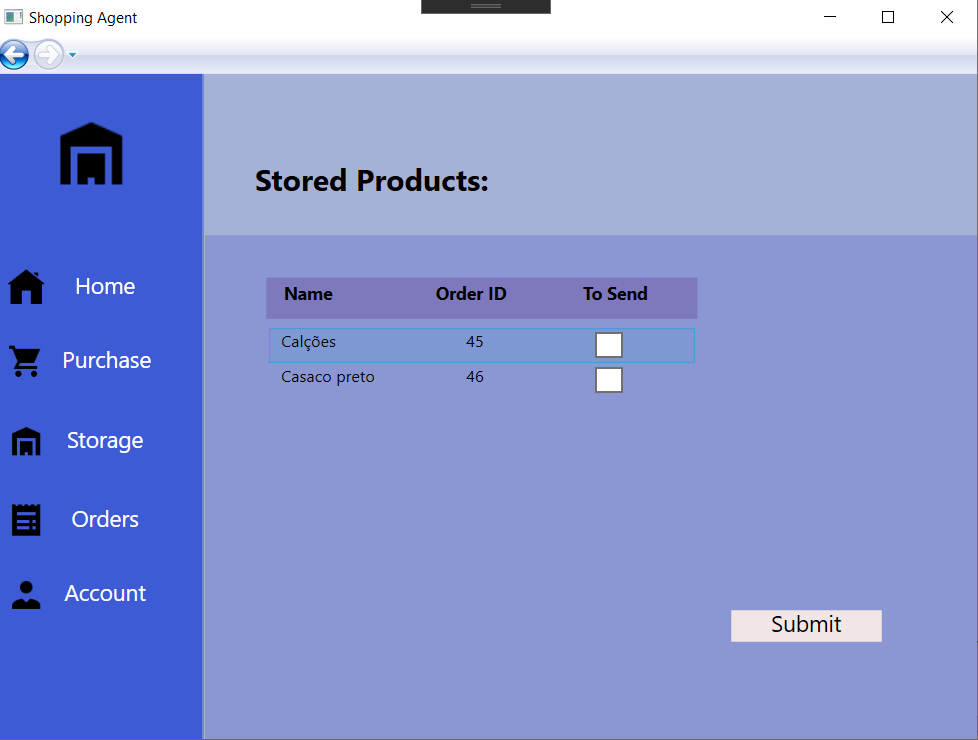 Shopping Agent
Stored Products:
Home
Purchase
Storage
Orders
Account
Name Order ID To Send
Calções 45
Casaco preto 46
Submit